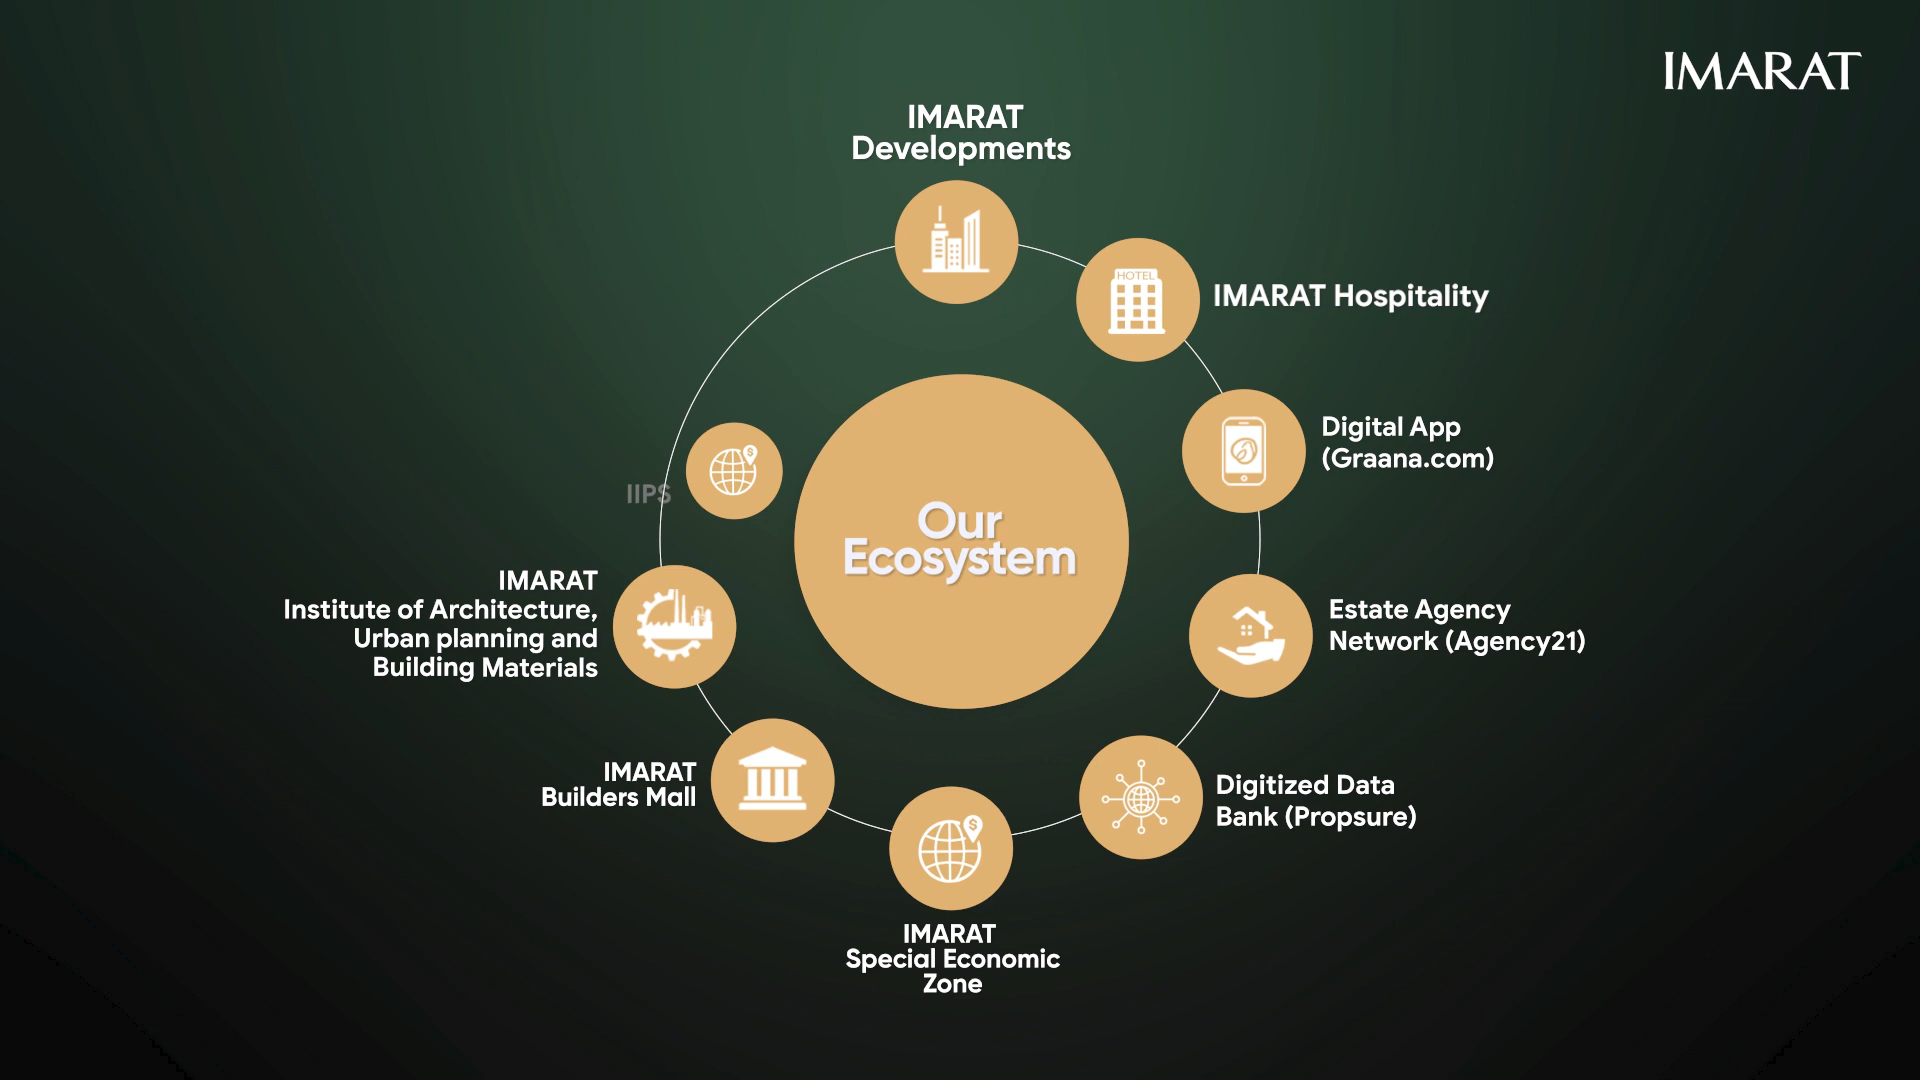 IMARAT
IMARAT
Developments
HOTEL
IMARAT Hospitality
Digital App
(Graana.com)
Estate Agency
Network (Agency21)
Digitized Data
Bank (Propsure)
IMARAT
Special Economic
Zone
IMARAT
Builders Mall
IMARAT
Institute of Architecture,
Urban planning and
Building Materials
IIPS
$
$
Our
Ecosystem